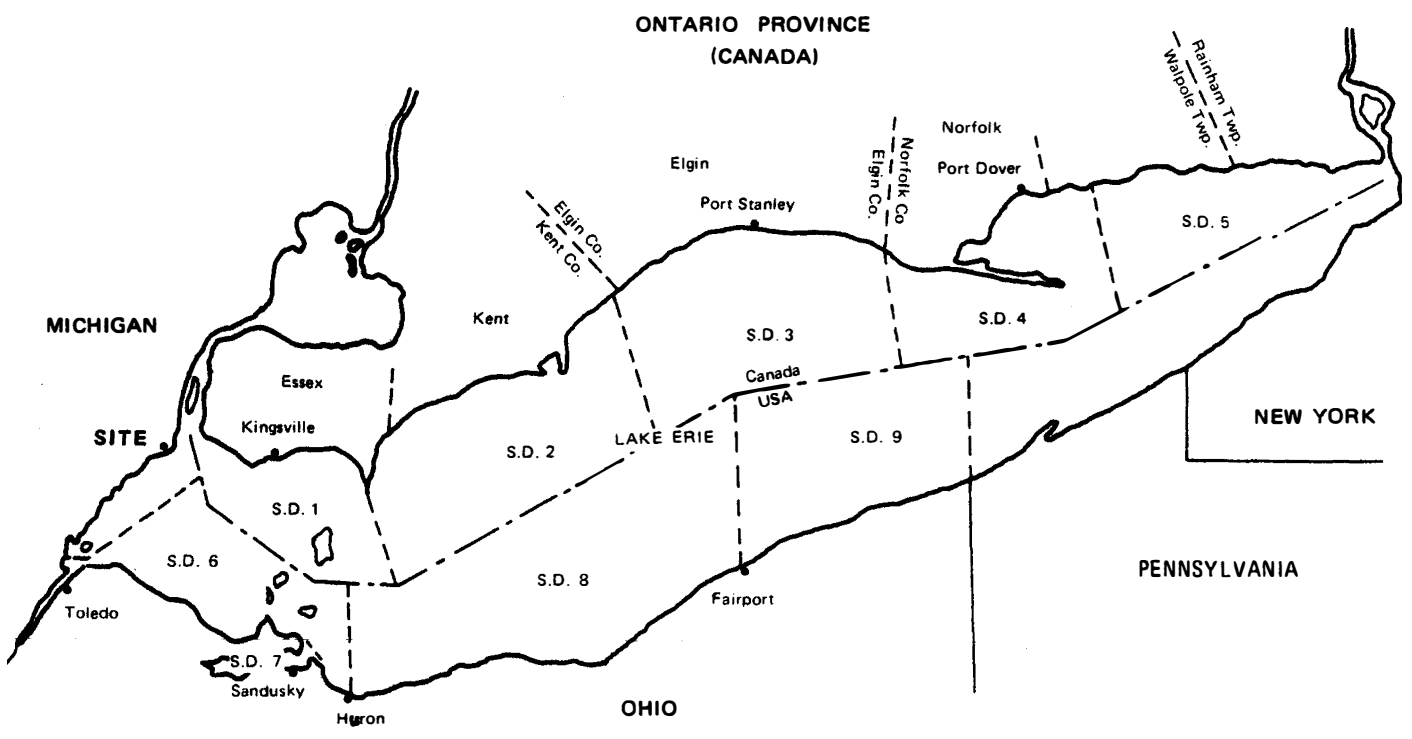 ONTARIO PROVINCE
(CANADA)
Rainham Twp.
Walpole Twp.
Norfolk
Port Dover
Norfolk Co
Elgin Co.
Elgin
Port Stanley
Elgin Co.
Kent Co.
S.D. 5
MICHIGAN
Kent
S.D. 3
S.D. 4
Essex
Canada
USA
Kingsville
SITE
LAKE ERIE
S.D. 9
NEW YORK
S.D. 2
S.D. 1
S.D. 6
S.D. 8
PENNSYLVANIA
Toledo
Fairport
S.D. 7
Sandusky
Huron
OHIO